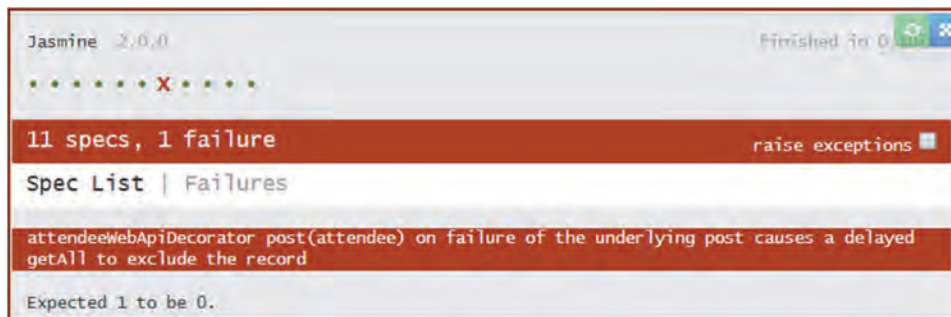 Jasmine 2.0.0
Finished in 0
• • • • • • X • • • •
11 specs, 1 failure
raise exceptions
Spec List | Failures
attendeeWebApiDecorator post(attendee) on failure of the underlying post causes a delayed
getAll to exclude the record
Expected 1 to be 0.